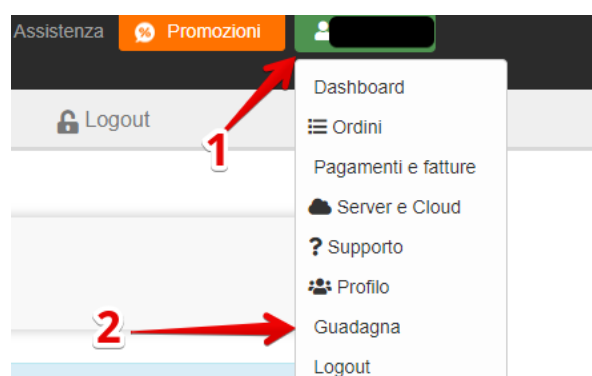 Assistenza
Promozioni
Logout
1
Dashboard
Ordini
Pagamenti e fatture
Server e Cloud
? Supporto
Profilo
2
Guadagna
Logout